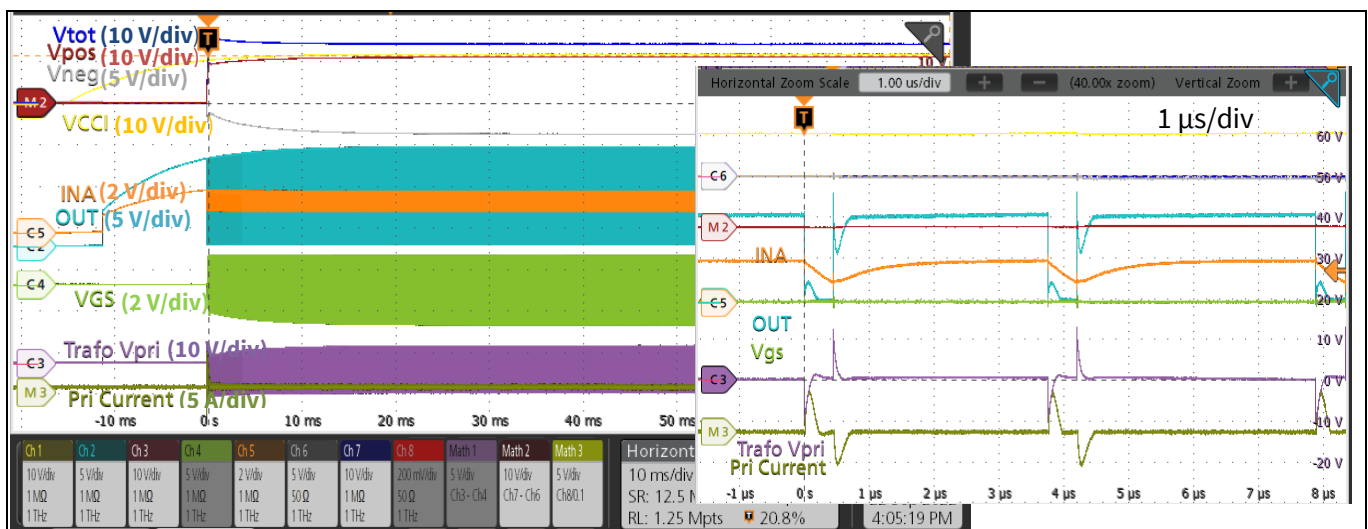 Vtot (10 V/div)
Vpos (10 V/div)
Vneg (5 V/div)
T
10 V
M 2
VCCI (10 V/div)
INA (2 V/div)
OUT (5 V/div)
C5
C2
C4
VGS (2 V/div)
Trafo Vpri (10 V/div)
C3
M 3
Pri Current (5 A/div)
-10 ms 0 s 10 ms 20 ms 30 ms 40 ms 50 ms
Horizontal Zoom Scale 1.00 us/div + − (40.00x zoom) Vertical Zoom +
T
1 µs/div
60 V
C6
50 V
40 V
M 2
INA
30 V
C5
20 V
OUT
10 V
Vgs
C3
0 V
M 3
-10 V
Trafo Vpri
Pri Current
-20 V
-1 µs 0 s 1 µs 2 µs 3 µs 4 µs 5 µs 6 µs 7 µs 8 µs
Ch 1 Ch 2 Ch 3 Ch 4 Ch 5 Ch 6 Ch 7 Ch 8 Math 1 Math 2 Math 3
10 V/div 5 V/div 10 V/div 5 V/div 2 V/div 5 V/div 10 V/div 200 mV/div 5 V/div 10 V/div 5 V/div
1 MΩ 1 MΩ 1 MΩ 1 MΩ 1 MΩ 50 Ω 1 MΩ 50 Ω Ch3 - Ch4 Ch7 - Ch6 Ch8/0.1
1 THz 1 THz 1 THz 1 THz 1 THz 1 THz 1 THz 1 THz
Horizont
10 ms/div
SR: 12.5 M
RL: 1.25 Mpts T 20.8%
4:05:19 PM